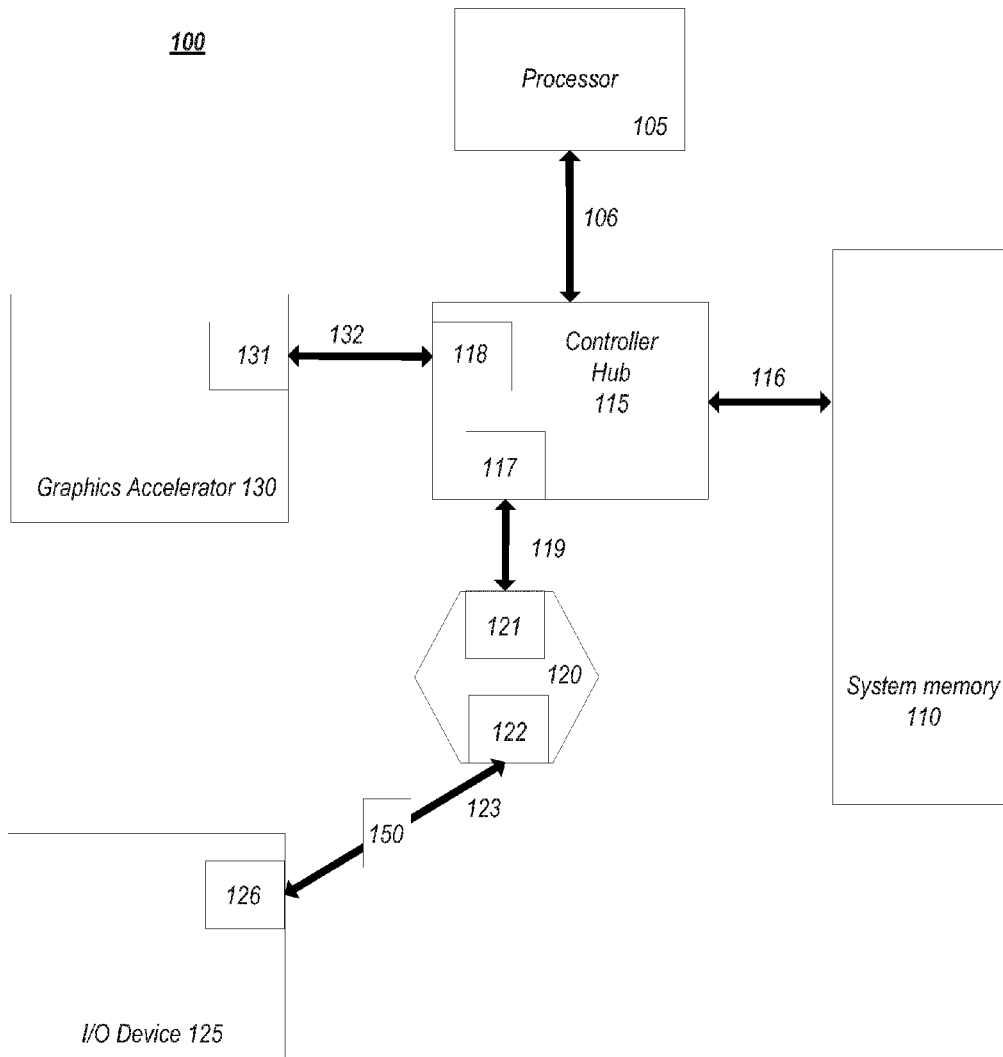 100
Processor
105
106
132
131
118
Controller
Hub
115
116
117
Graphics Accelerator 130
119
121
120
122
System memory
110
123
150
126
I/O Device 125